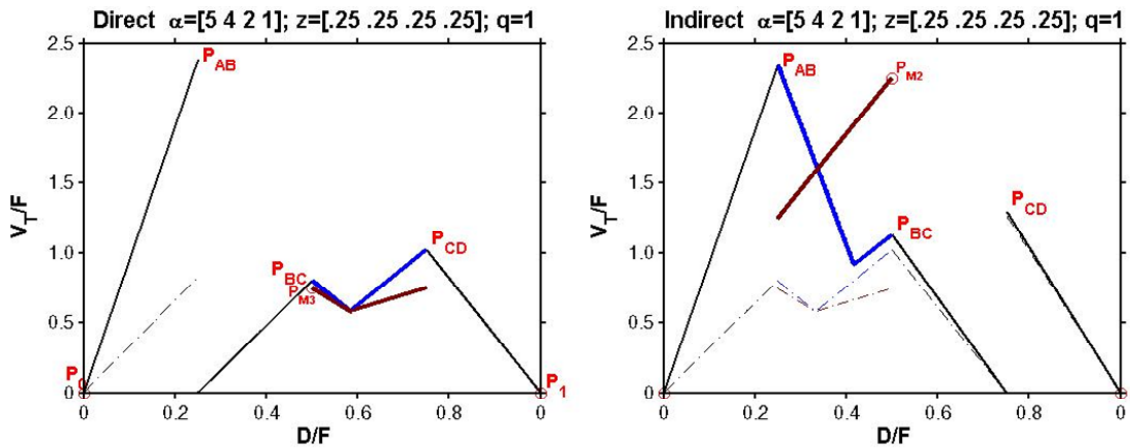 Direct α=[5 4 2 1]; z=[.25 .25 .25 .25]; q=1
2.5
2.0
1.5
1.0
0.5
0
V_T/F
P_AB
P_BC
P_M3
P_CD
P_0
P_1
0
0.2
0.4
0.6
0.8
0
D/F
Indirect α=[5 4 2 1]; z=[.25 .25 .25 .25]; q=1
2.5
2.0
1.5
1.0
0.5
0
V_T/F
P_AB
P_M2
P_BC
P_CD
0
0.2
0.4
0.6
0.8
0
D/F